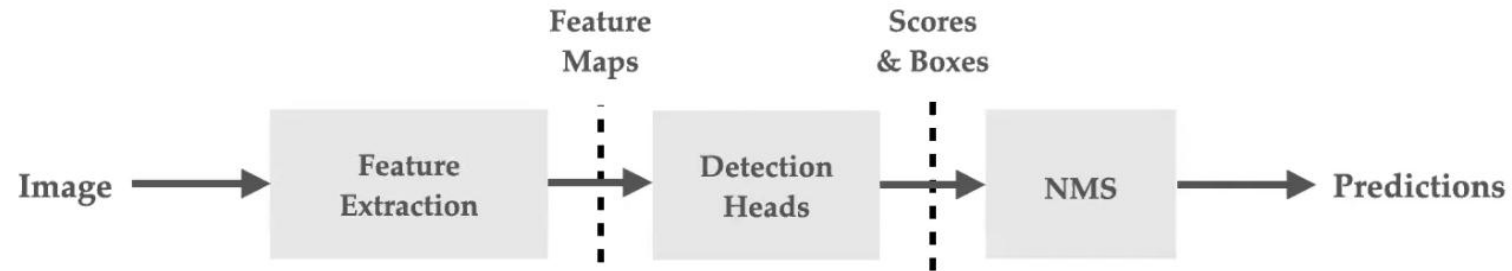 Feature
Maps
Scores
& Boxes
Image
Feature
Extraction
Detection
Heads
NMS
Predictions